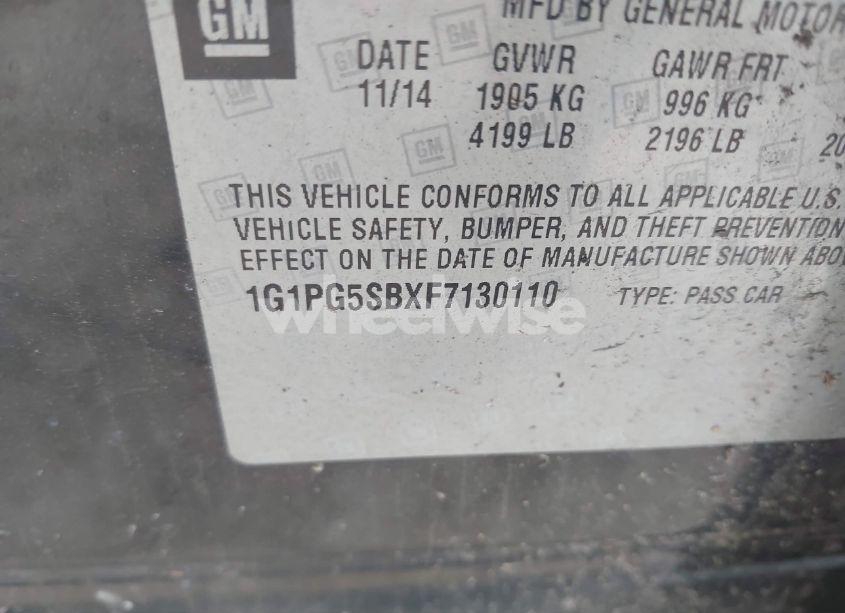 GM
MFD BY GENERAL MOTOR
DATE GVWR GAWR FRT
11/14 1905 KG 996 KG
4199 LB 2196 LB 20
THIS VEHICLE CONFORMS TO ALL APPLICABLE U.S.
VEHICLE SAFETY, BUMPER, AND THEFT PREVENTION
EFFECT ON THE DATE OF MANUFACTURE SHOWN ABO
1G1PG5SBXF7130110 TYPE: PASS CAR
wheelwise